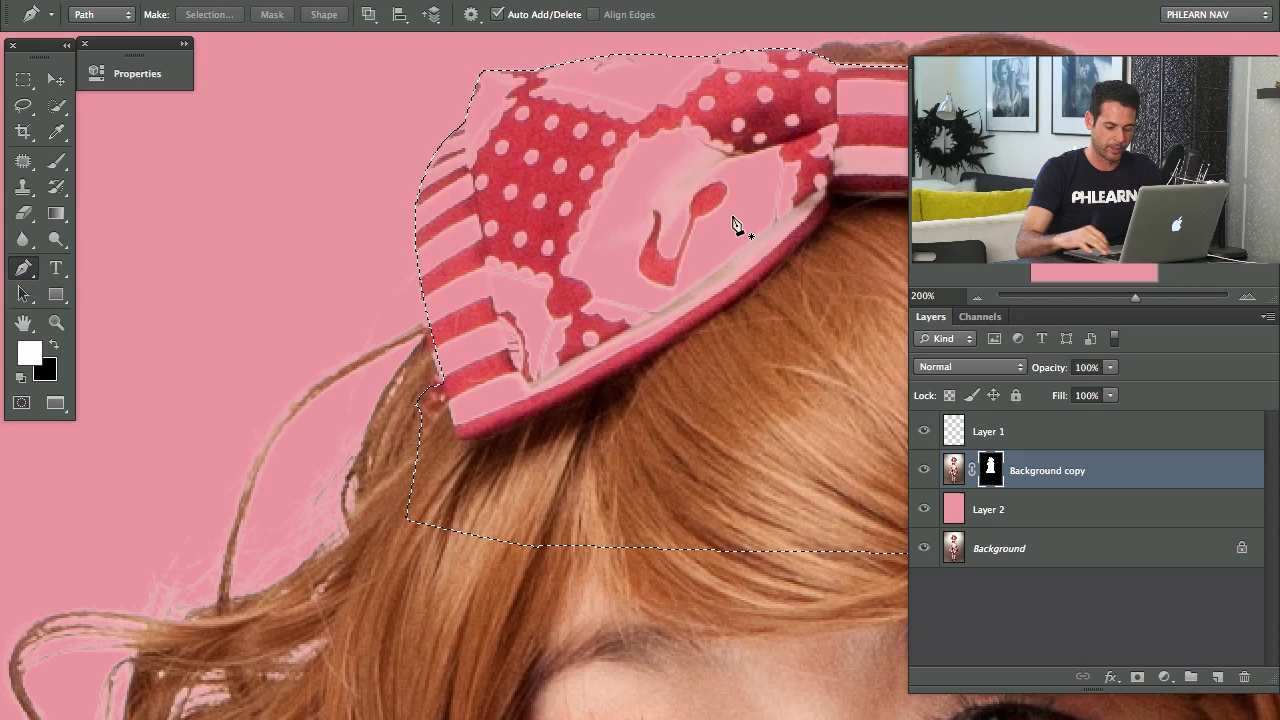 Path
Make:
Selection...
Mask
Shape
Auto Add/Delete
Align Edges
PHLEARN NAV
Properties
PHLEARN
200%
Layers
Channels
Kind
Normal
Opacity: 100%
Lock:
Fill: 100%
Layer 1
Background copy
Layer 2
Background